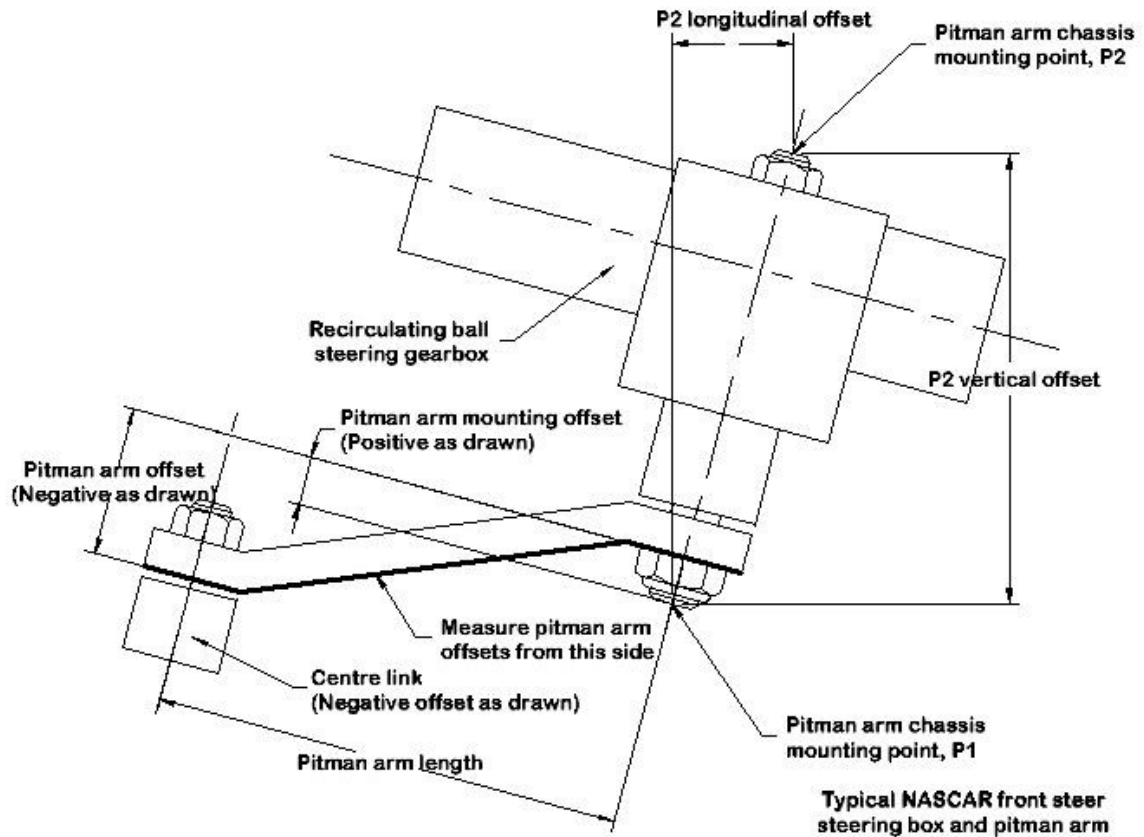 P2 longitudinal offset
Pitman arm chassis
mounting point, P2
Recirculating ball
steering gearbox
P2 vertical offset
Pitman arm mounting offset
(Positive as drawn)
Pitman arm offset
(Negative as drawn)
Measure pitman arm
offsets from this side
Centre link
(Negative offset as drawn)
Pitman arm chassis
mounting point, P1
Pitman arm length
Typical NASCAR front steer
steering box and pitman arm